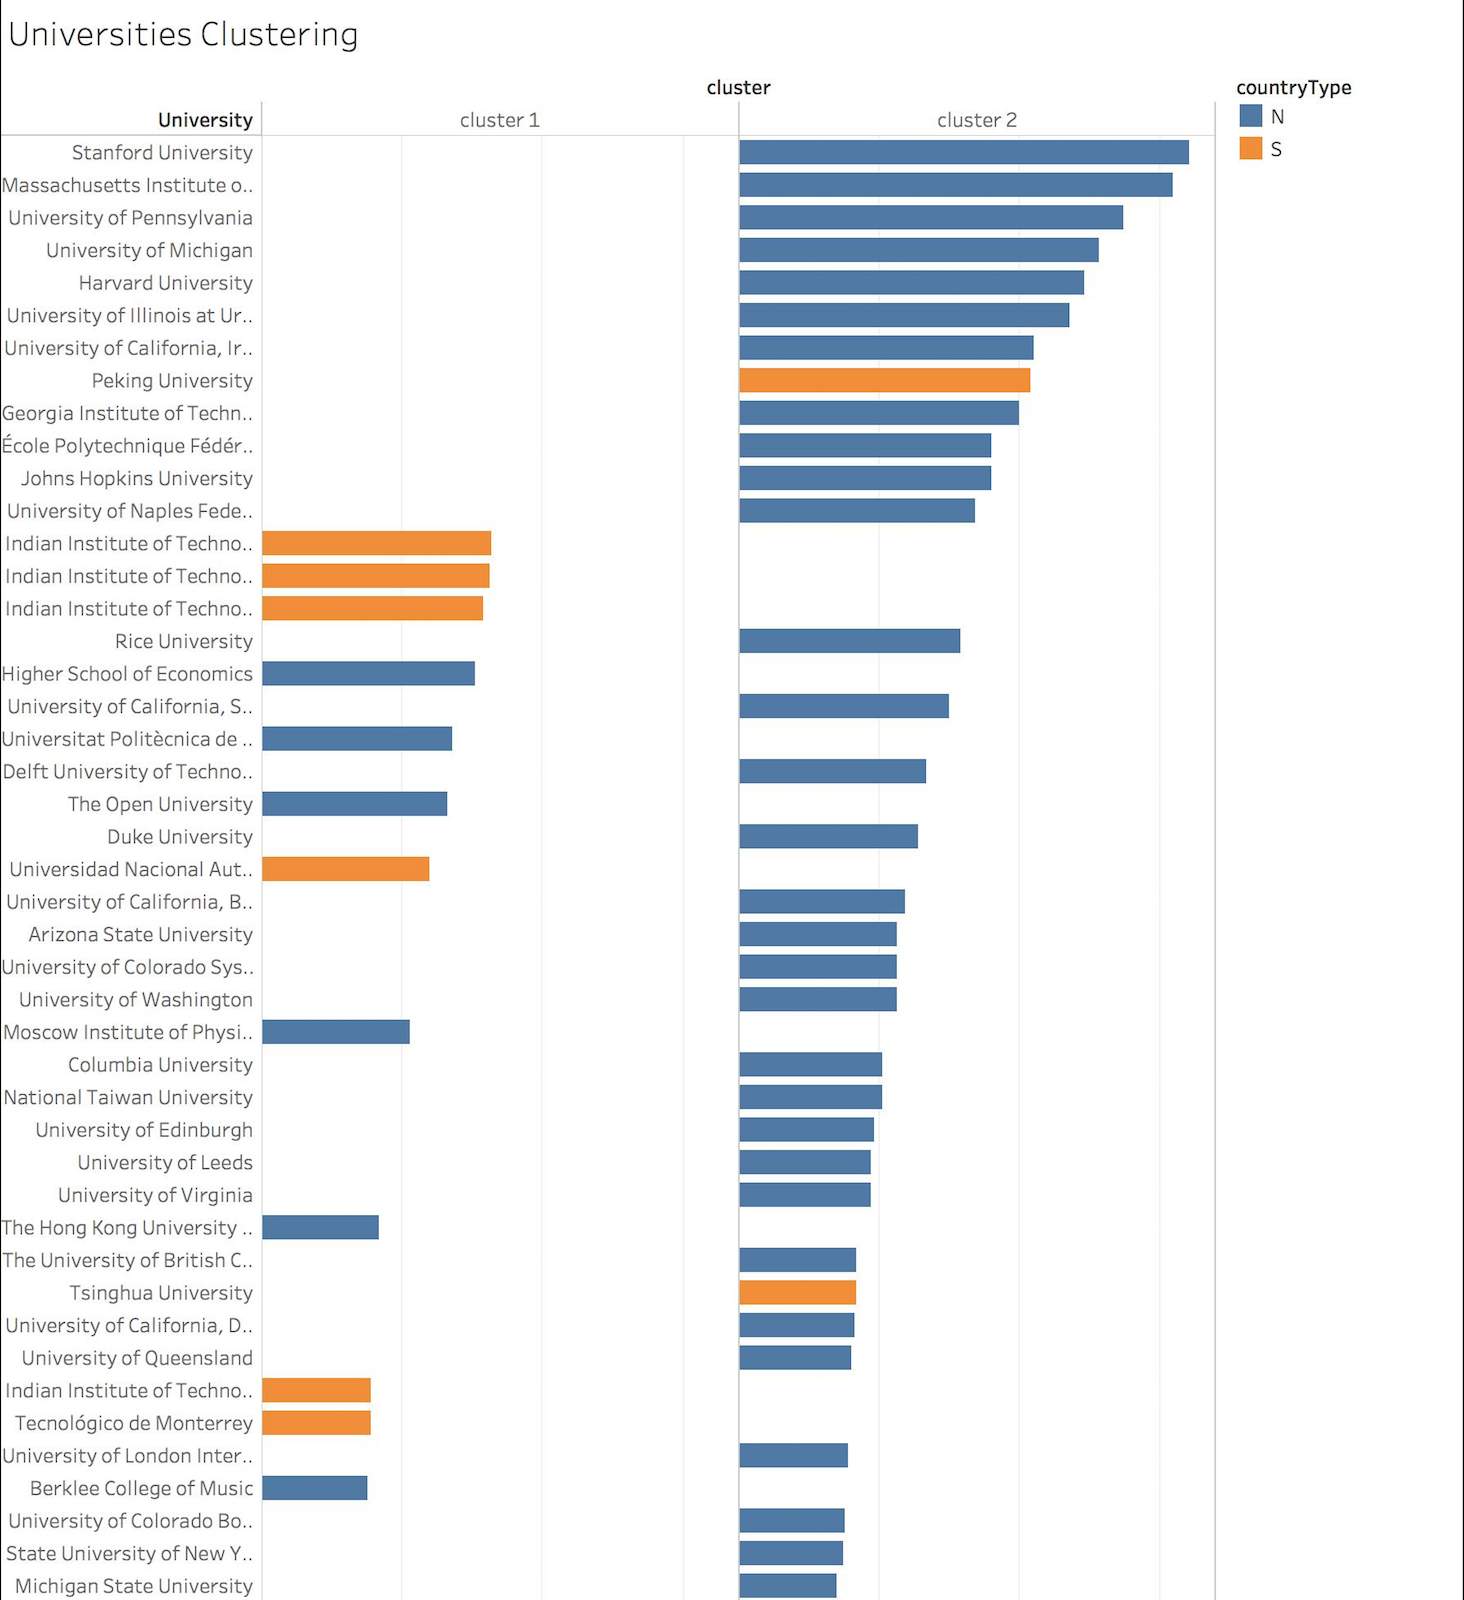 Universities Clustering
cluster
countryType
University cluster 1 cluster 2
N
S
Stanford University
Massachusetts Institute o..
University of Pennsylvania
University of Michigan
Harvard University
University of Illinois at Ur..
University of California, Ir..
Peking University
Georgia Institute of Techn..
École Polytechnique Fédér..
Johns Hopkins University
University of Naples Fede..
Indian Institute of Techno..
Indian Institute of Techno..
Indian Institute of Techno..
Rice University
Higher School of Economics
University of California, S..
Universitat Politècnica de ..
Delft University of Techno..
The Open University
Duke University
Universidad Nacional Aut..
University of California, B..
Arizona State University
University of Colorado Sys..
University of Washington
Moscow Institute of Physi..
Columbia University
National Taiwan University
University of Edinburgh
University of Leeds
University of Virginia
The Hong Kong University ..
The University of British C..
Tsinghua University
University of California, D..
University of Queensland
Indian Institute of Techno..
Tecnológico de Monterrey
University of London Inter..
Berklee College of Music
University of Colorado Bo..
State University of New Y..
Michigan State University